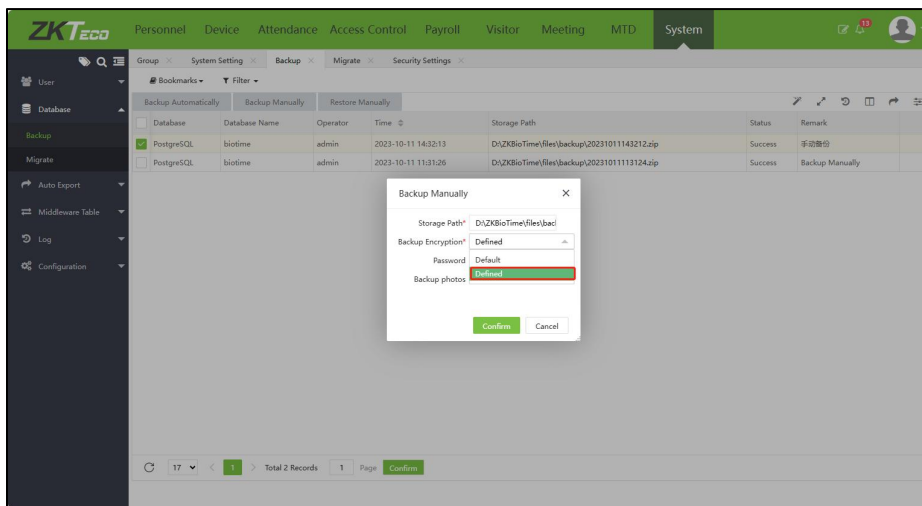 ZKTECO
Personnel Device Attendance Access Control Payroll Visitor Meeting MTD System
13
Group × System Setting × Backup × Migrate × Security Settings ×
User
Bookmarks Filter
Database
Backup Automatically Backup Manually Restore Manually
Database Database Name Operator Time Storage Path Status Remark
Backup
PostgreSQL biotime admin 2023-10-11 14:32:13 D:\ZKBioTime\files\backup\20231011143212.zip Success 手动备份
Migrate
PostgreSQL biotime admin 2023-10-11 11:31:26 D:\ZKBioTime\files\backup\20231011113124.zip Success Backup Manually
Auto Export
Middleware Table
Log
Configuration
Backup Manually ×
Storage Path* D:\ZKBioTime\files\bac
Backup Encryption* Defined
Password Default
Defined
Backup photos
Confirm Cancel
17 < 1 > Total 2 Records 1 Page Confirm